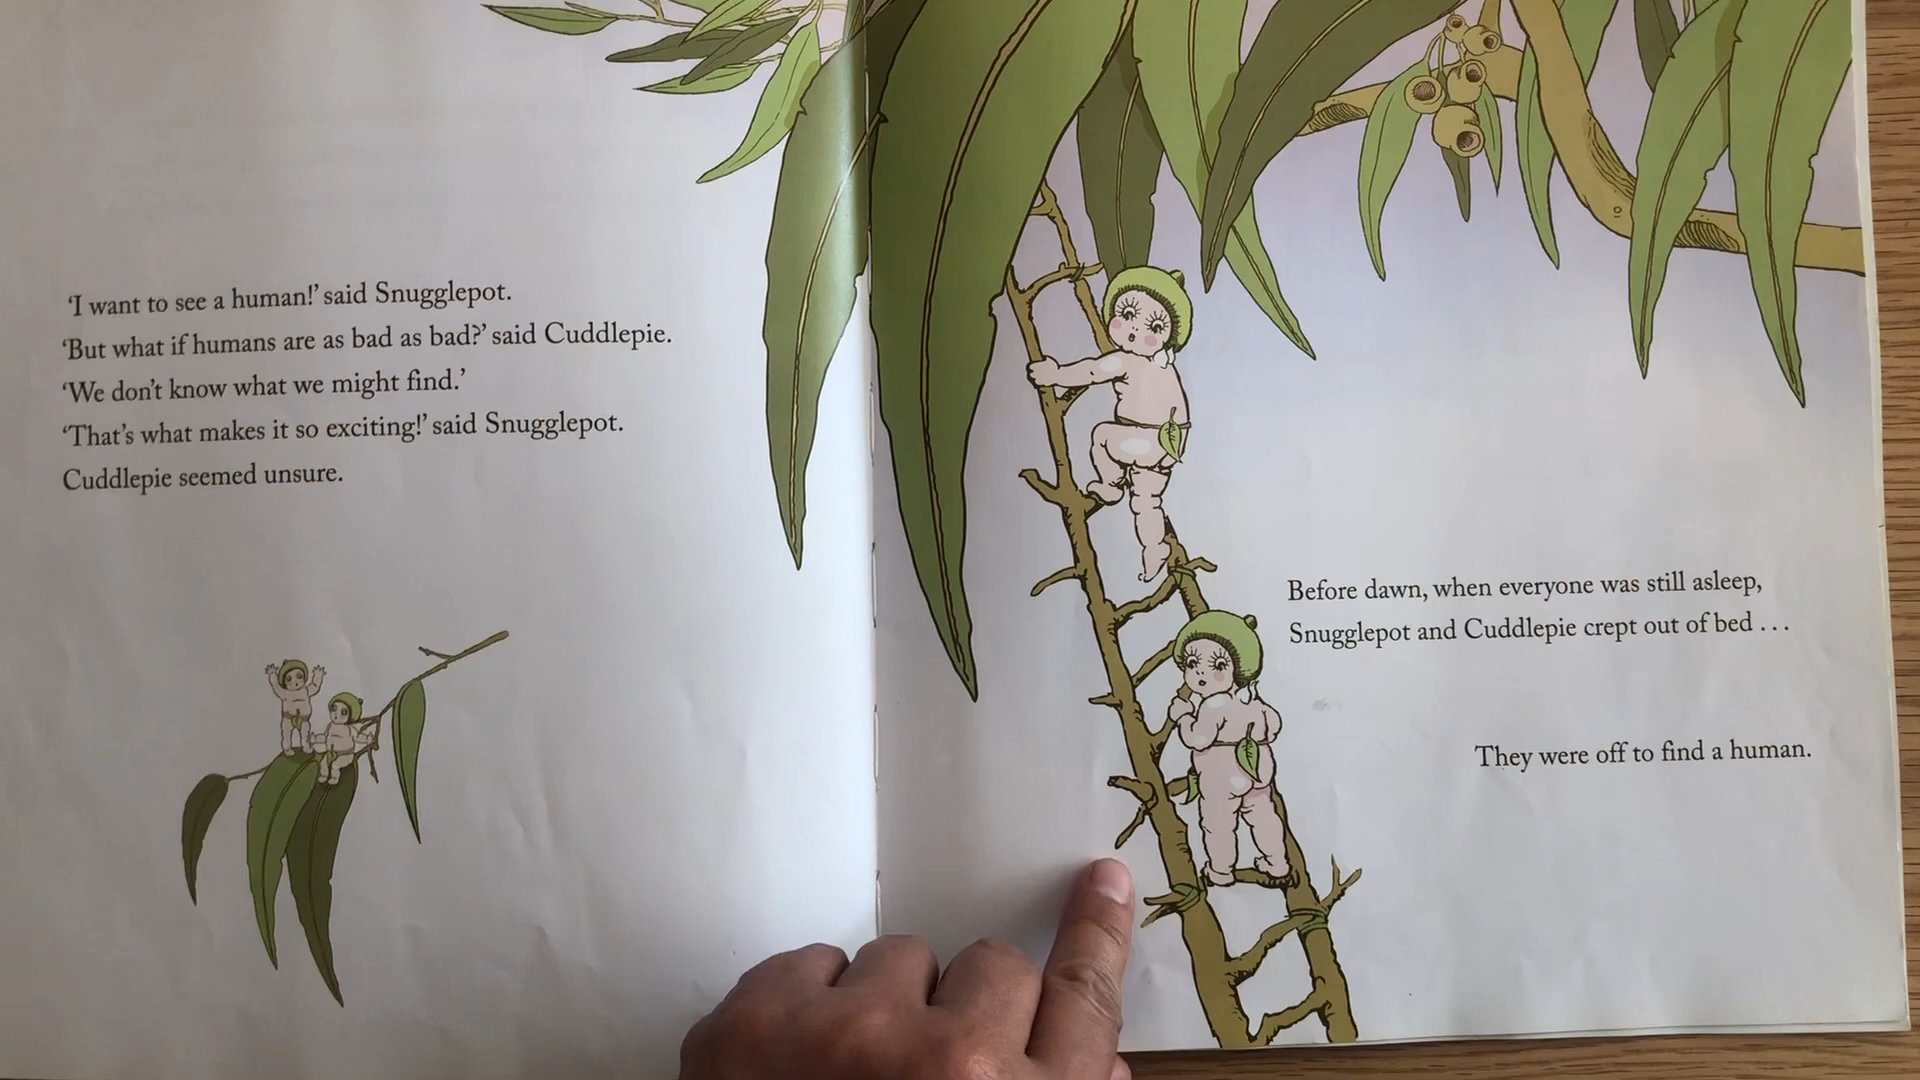 ‘I want to see a human!’ said Snugglepot.
‘But what if humans are as bad as bad?’ said Cuddlepie.
‘We don’t know what we might find.’
‘That’s what makes it so exciting!’ said Snugglepot.
Cuddlepie seemed unsure.
Before dawn, when everyone was still asleep,
Snugglepot and Cuddlepie crept out of bed . . .
They were off to find a human.